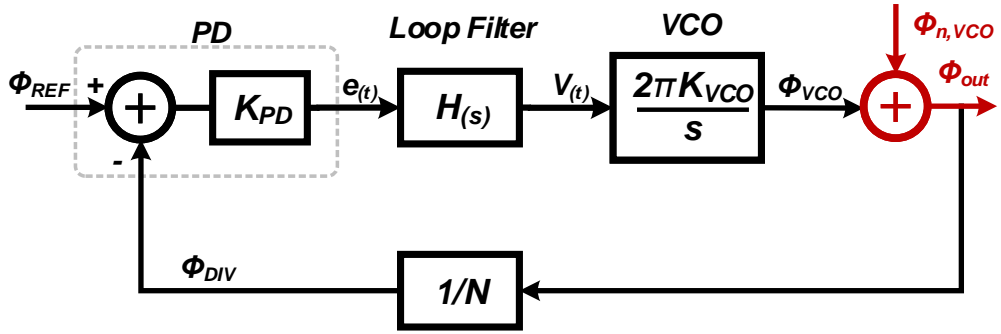 PD
Loop Filter
VCO
Φn,VCO
ΦREF
+
+
KPD
e(t)
H(s)
V(t)
2πKVCO
s
ΦVCO
+
Φout
-
ΦDIV
1/N